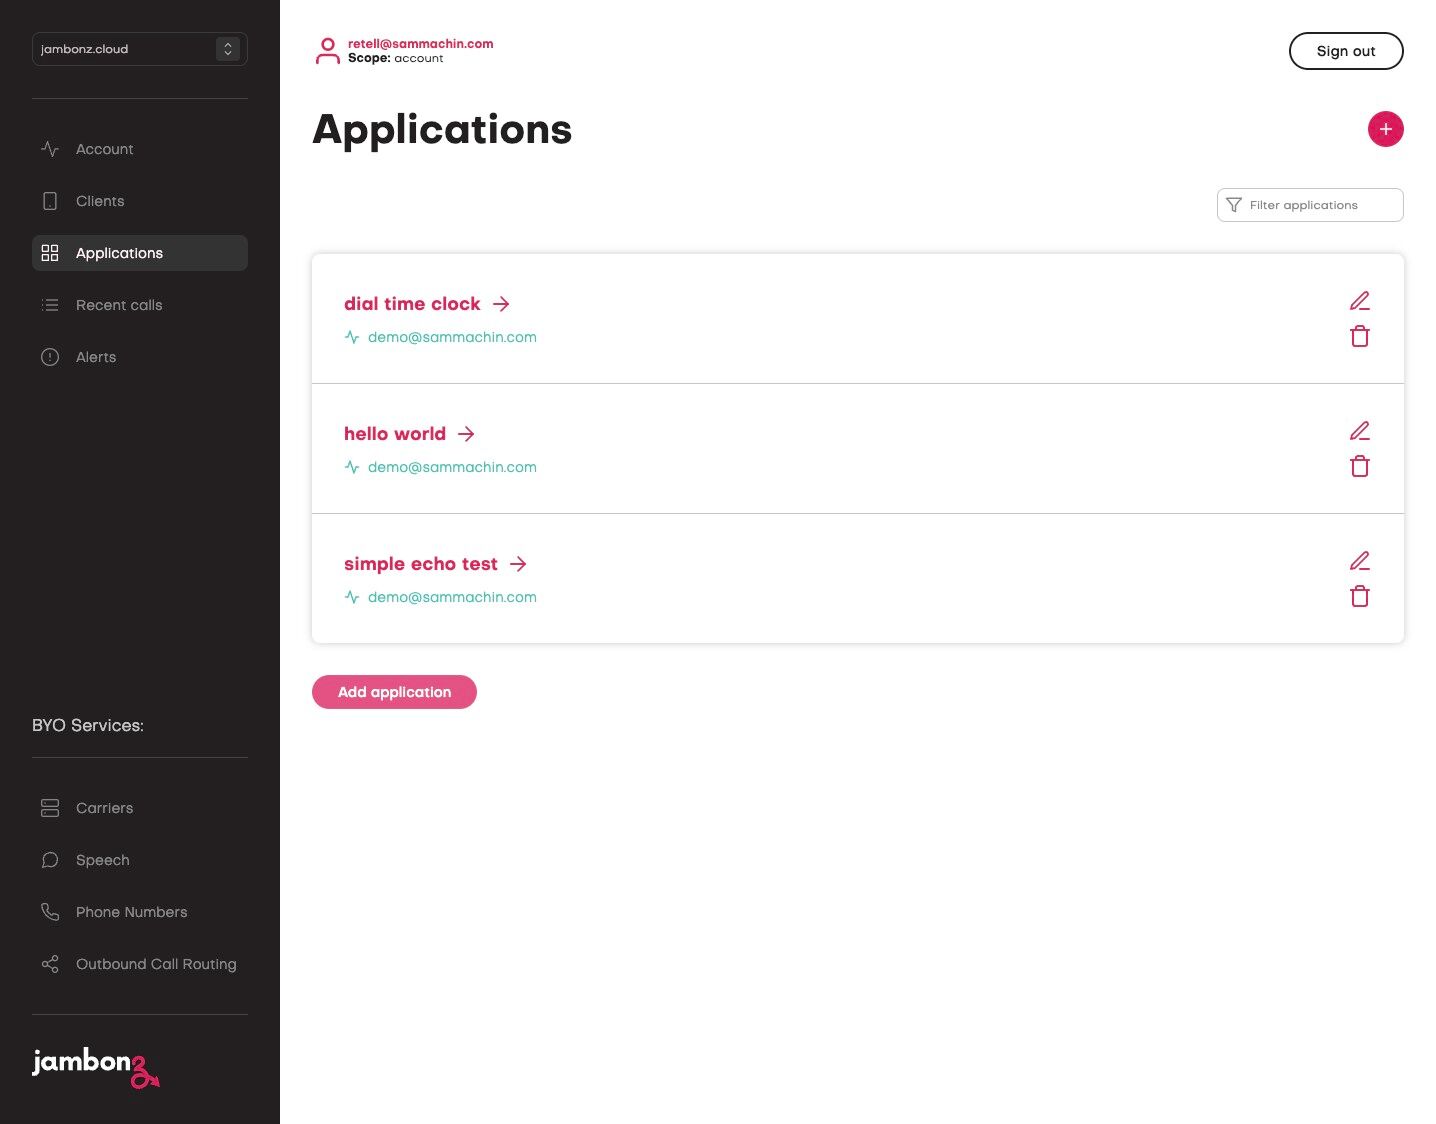 jambonz.cloud
Account
Clients
Applications
Recent calls
Alerts
BYO Services:
Carriers
Speech
Phone Numbers
Outbound Call Routing
jambonz
retell@sammachin.com
Scope: account
Sign out
Applications
Filter applications
dial time clock
demo@sammachin.com
hello world
demo@sammachin.com
simple echo test
demo@sammachin.com
Add application